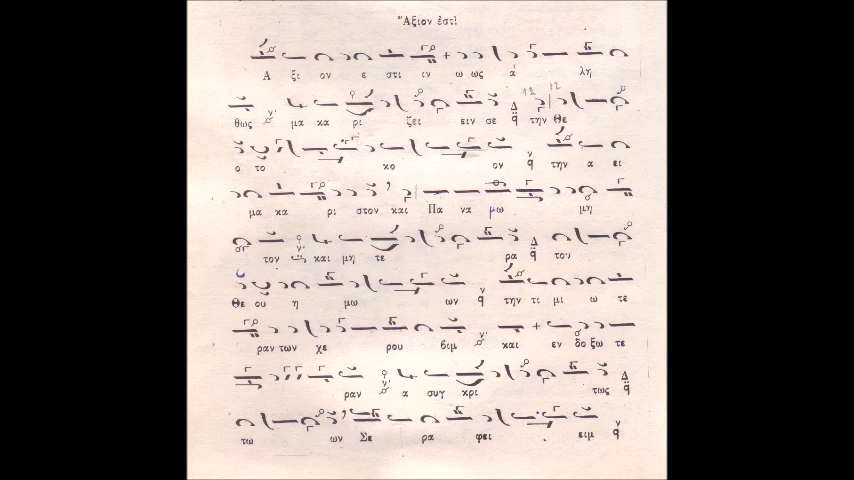 Ἄξιον ἐστὶ
Α ξι ον ε στι ιν ω ως α λη
θως μα κα ρι ζει ειν σε την Θε
ο το κο ον την α ει
μα κα ρι στον και Πα να μω μη
τον και μη τε ρα του
Θε ου η μω ων την τι μι ω τε
ραν των χε ρου βιμ και εν δο ξω τε
ραν α συγ κρι τως
τω ων Σε ρα φει ειμ